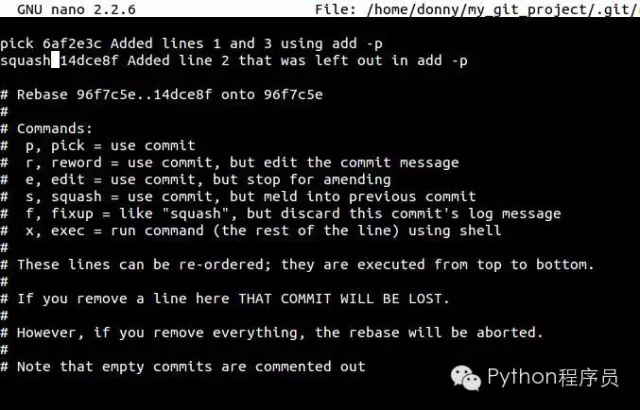 GNU nano 2.2.6 File: /home/donny/my_git_project/.git/
pick 6af2e3c Added lines 1 and 3 using add -p
squash 14dce8f Added line 2 that was left out in add -p
# Rebase 96f7c5e..14dce8f onto 96f7c5e
#
# Commands:
# p, pick = use commit
# r, reword = use commit, but edit the commit message
# e, edit = use commit, but stop for amending
# s, squash = use commit, but meld into previous commit
# f, fixup = like "squash", but discard this commit's log message
# x, exec = run command (the rest of the line) using shell
#
# These lines can be re-ordered; they are executed from top to bottom.
#
# If you remove a line here THAT COMMIT WILL BE LOST.
#
# However, if you remove everything, the rebase will be aborted.
#
# Note that empty commits are commented out
Python程序员